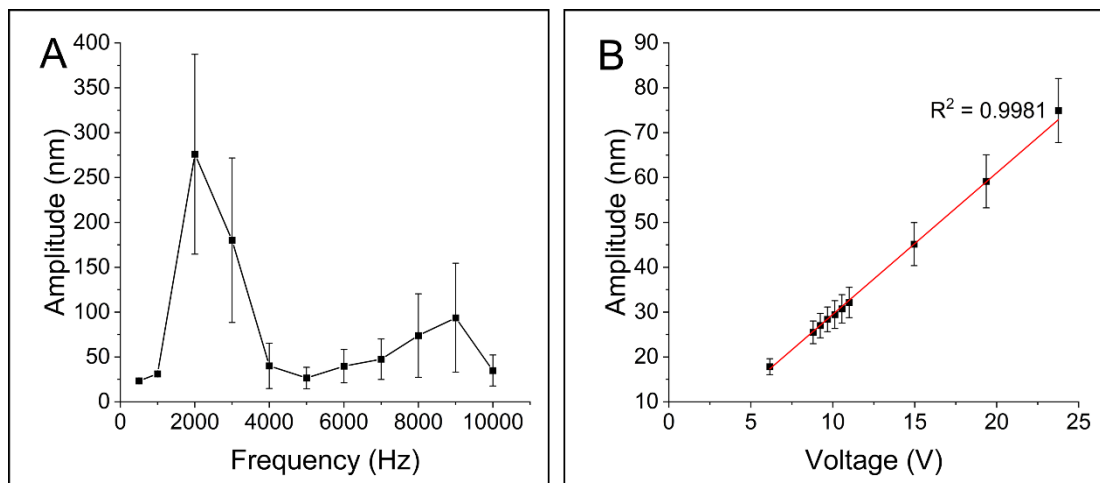 A
400
350
300
250
200
150
100
50
0
Amplitude (nm)
0 2000 4000 6000 8000 10000
Frequency (Hz)
B
R² = 0.9981
90
80
70
60
50
40
30
20
10
Amplitude (nm)
0 5 10 15 20 25
Voltage (V)